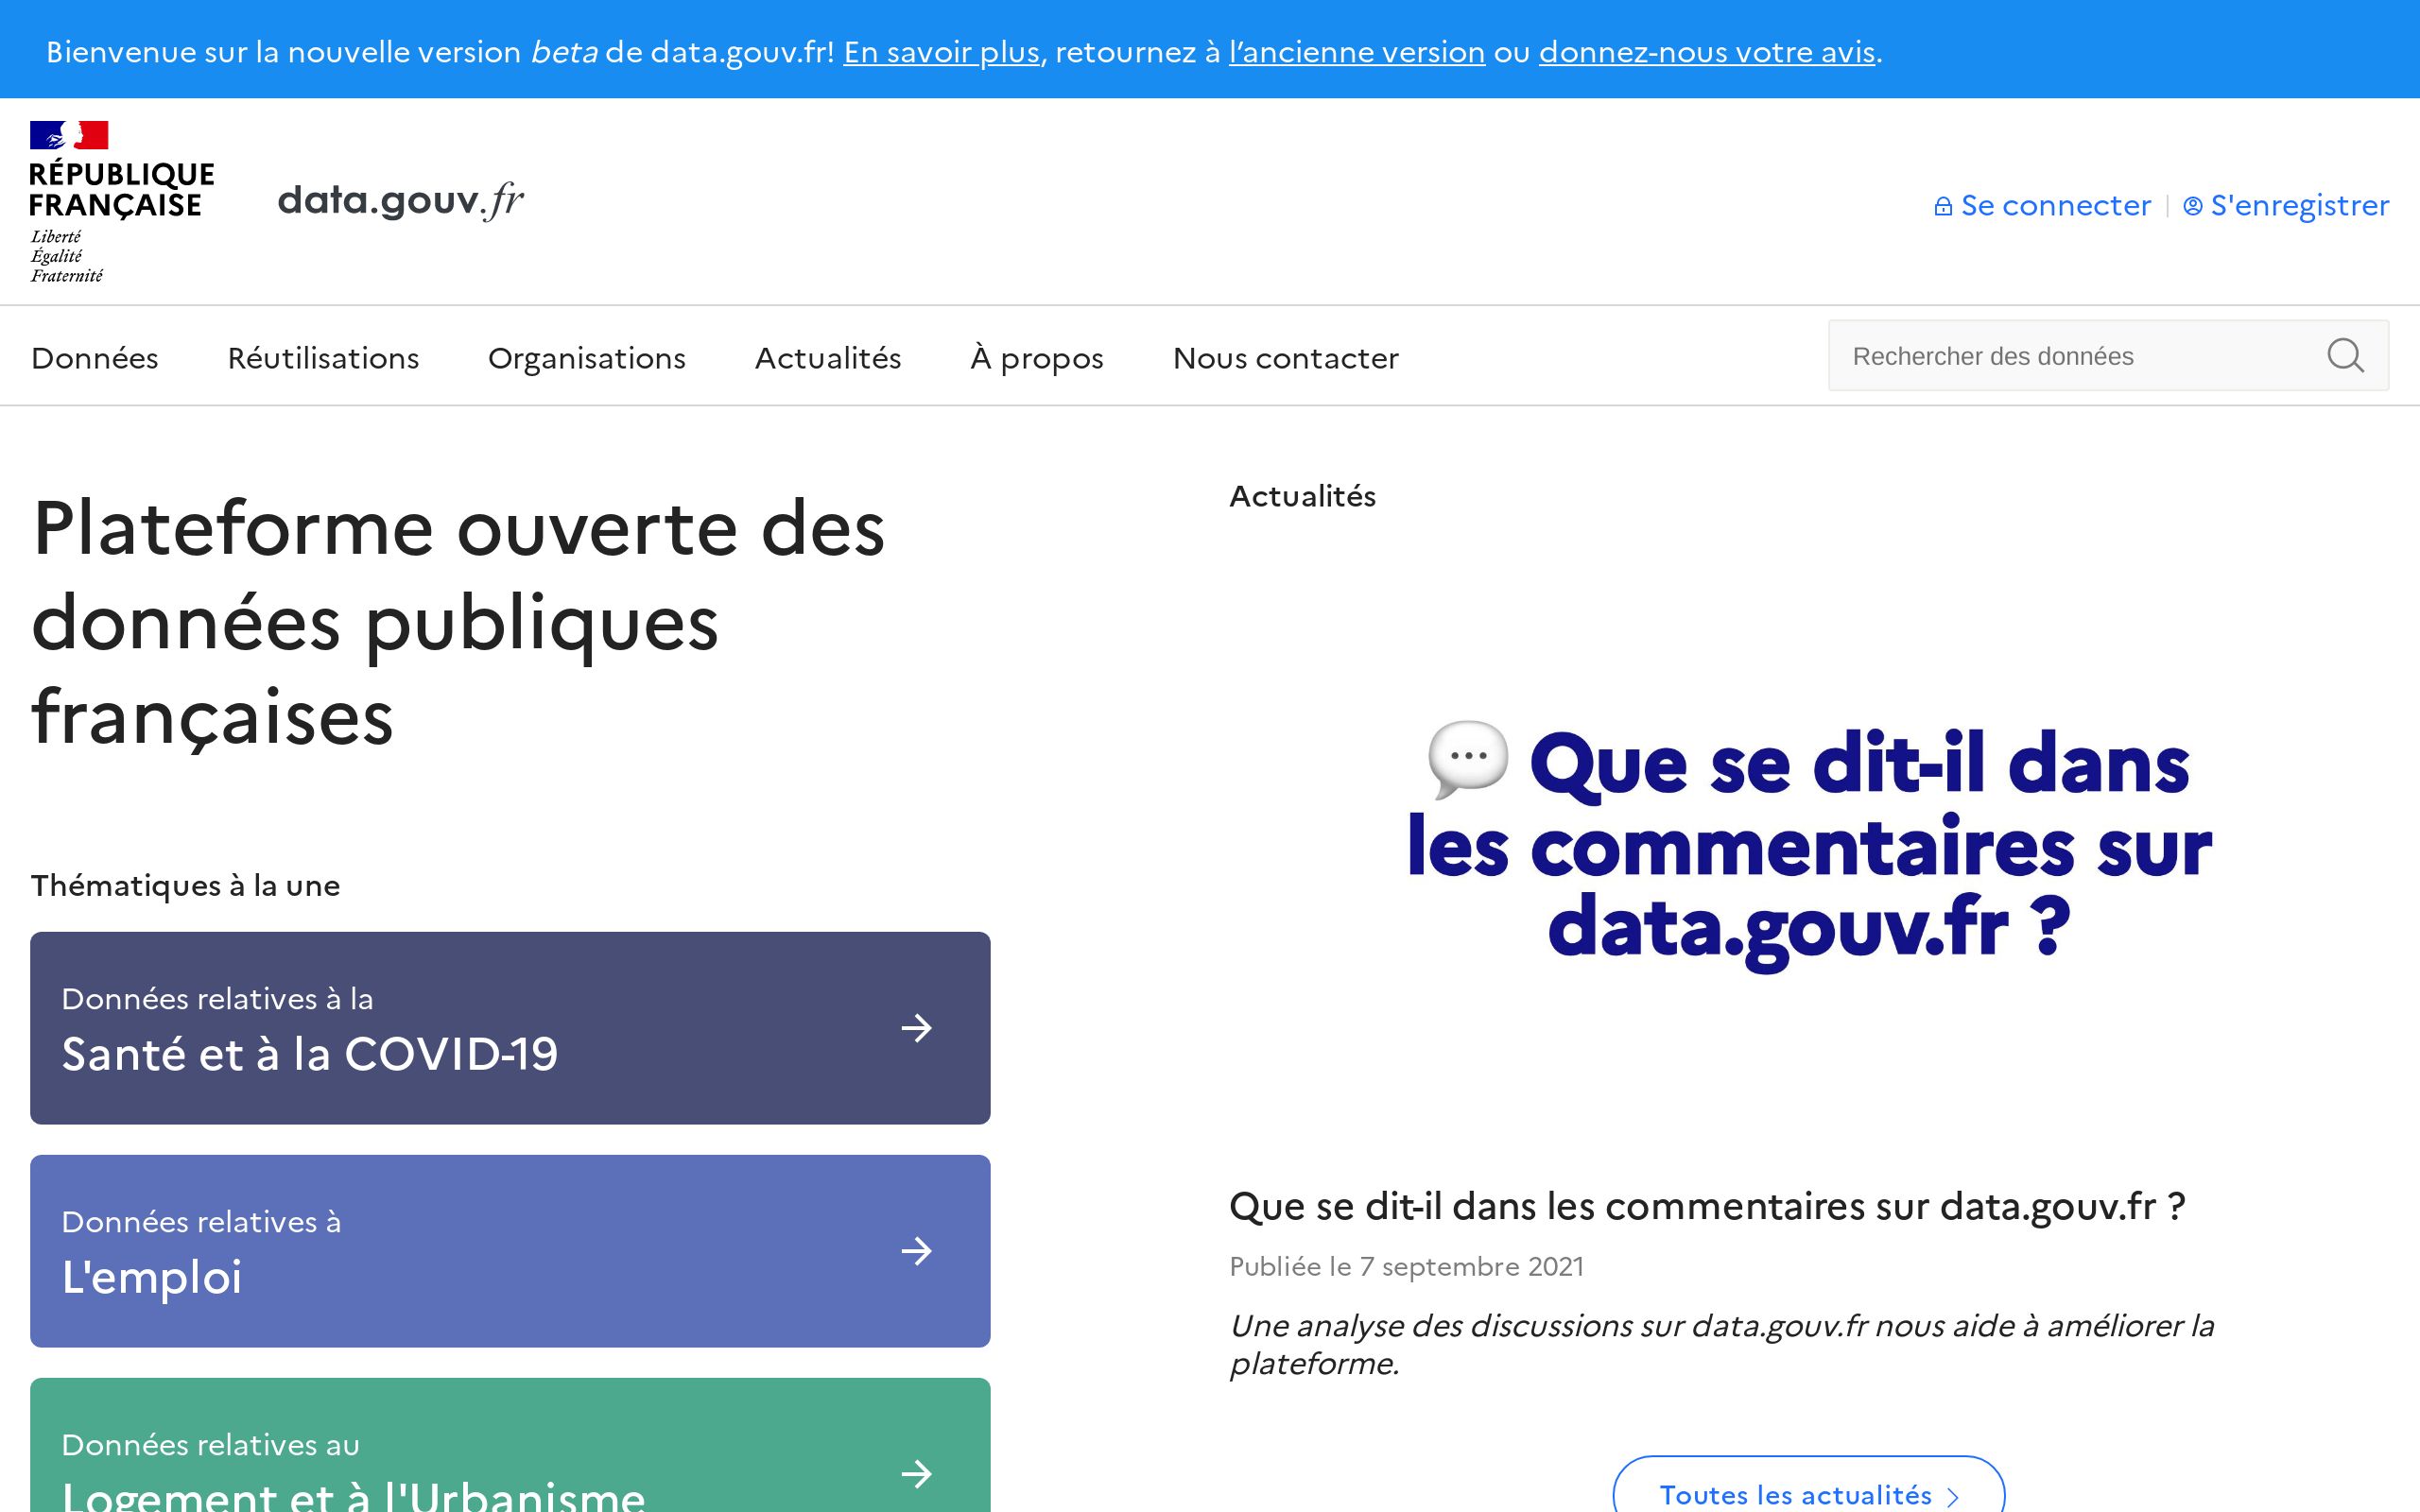 Bienvenue sur la nouvelle version beta de data.gouv.fr! En savoir plus, retournez à l’ancienne version ou donnez-nous votre avis.
RÉPUBLIQUE
FRANÇAISE
Liberté
Égalité
Fraternité
data.gouv.fr
Se connecter
S'enregistrer
Données
Réutilisations
Organisations
Actualités
À propos
Nous contacter
Rechercher des données
Plateforme ouverte des
données publiques
françaises
Thématiques à la une
Données relatives à la
Santé et à la COVID-19
Données relatives à
L'emploi
Données relatives au
Logement et à l'Urbanisme
Actualités
Que se dit-il dans
les commentaires sur
data.gouv.fr ?
Que se dit-il dans les commentaires sur data.gouv.fr ?
Publiée le 7 septembre 2021
Une analyse des discussions sur data.gouv.fr nous aide à améliorer la
plateforme.
Toutes les actualités